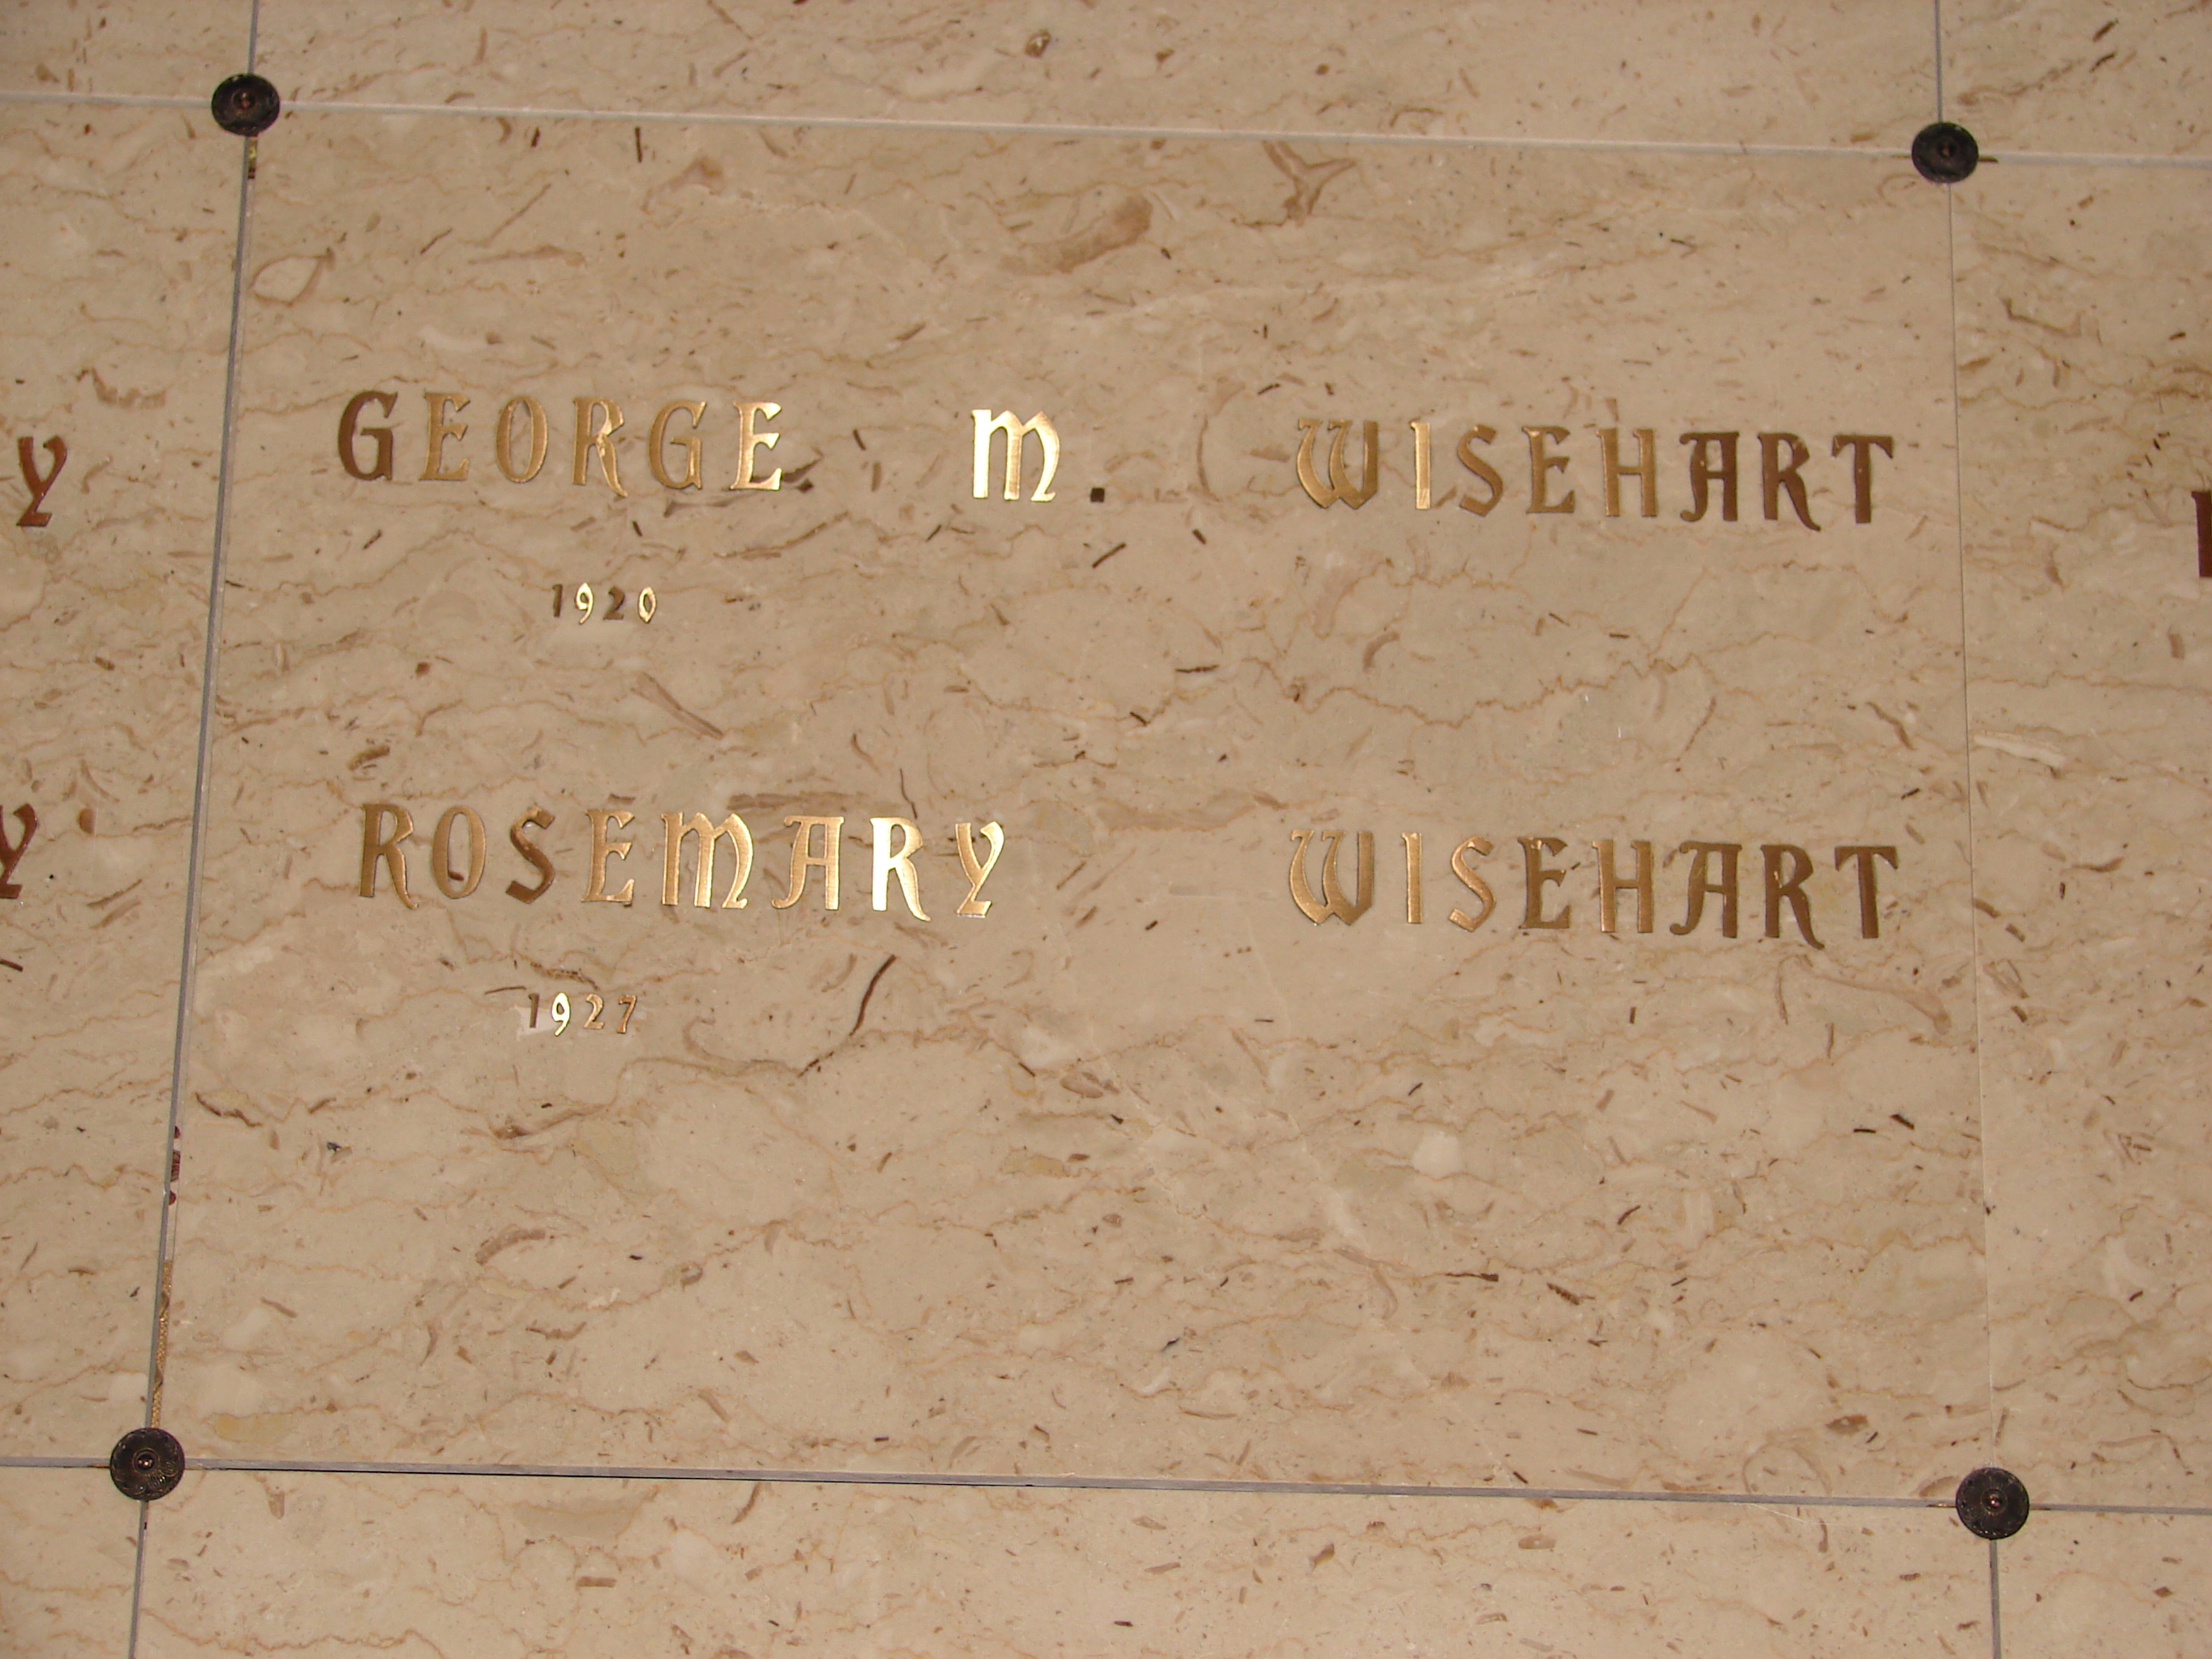 GEORGE M. WISEHART
1920
ROSEMARY WISEHART
1927